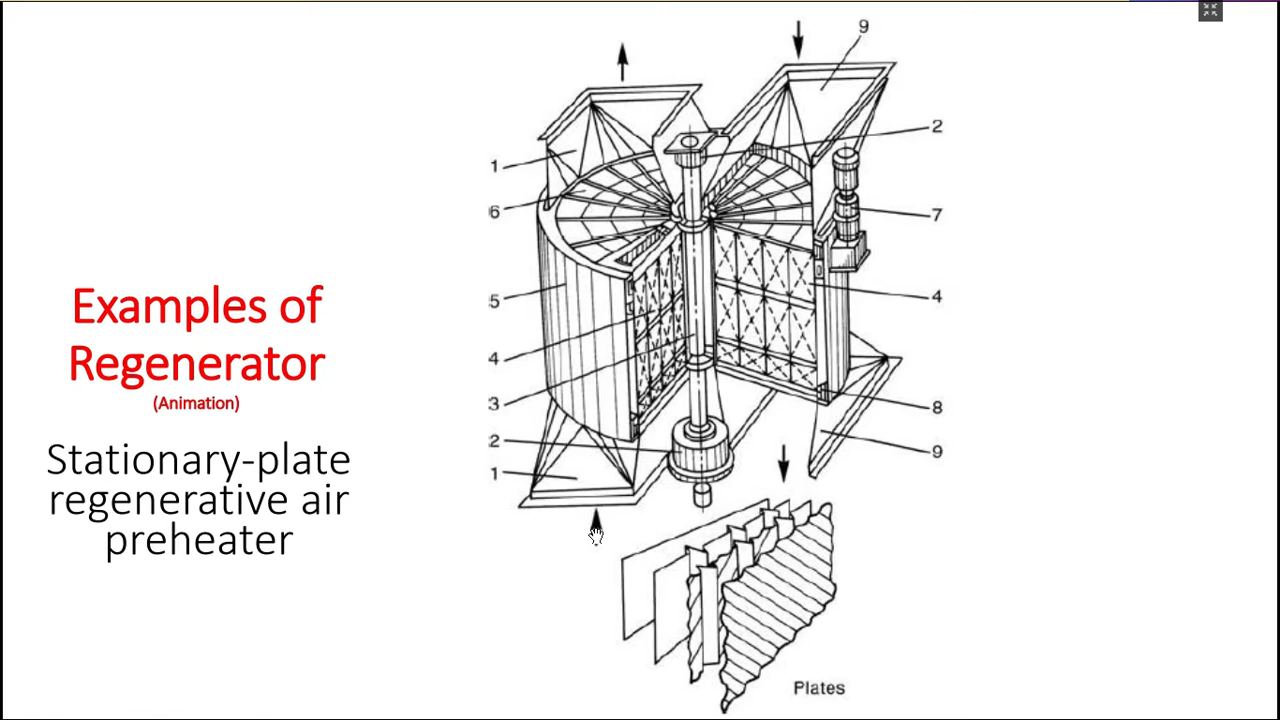 Examples of
Regenerator
(Animation)
Stationary-plate
regenerative air
preheater
9
2
1
6
7
5
4
4
3
8
2
9
1
Plates